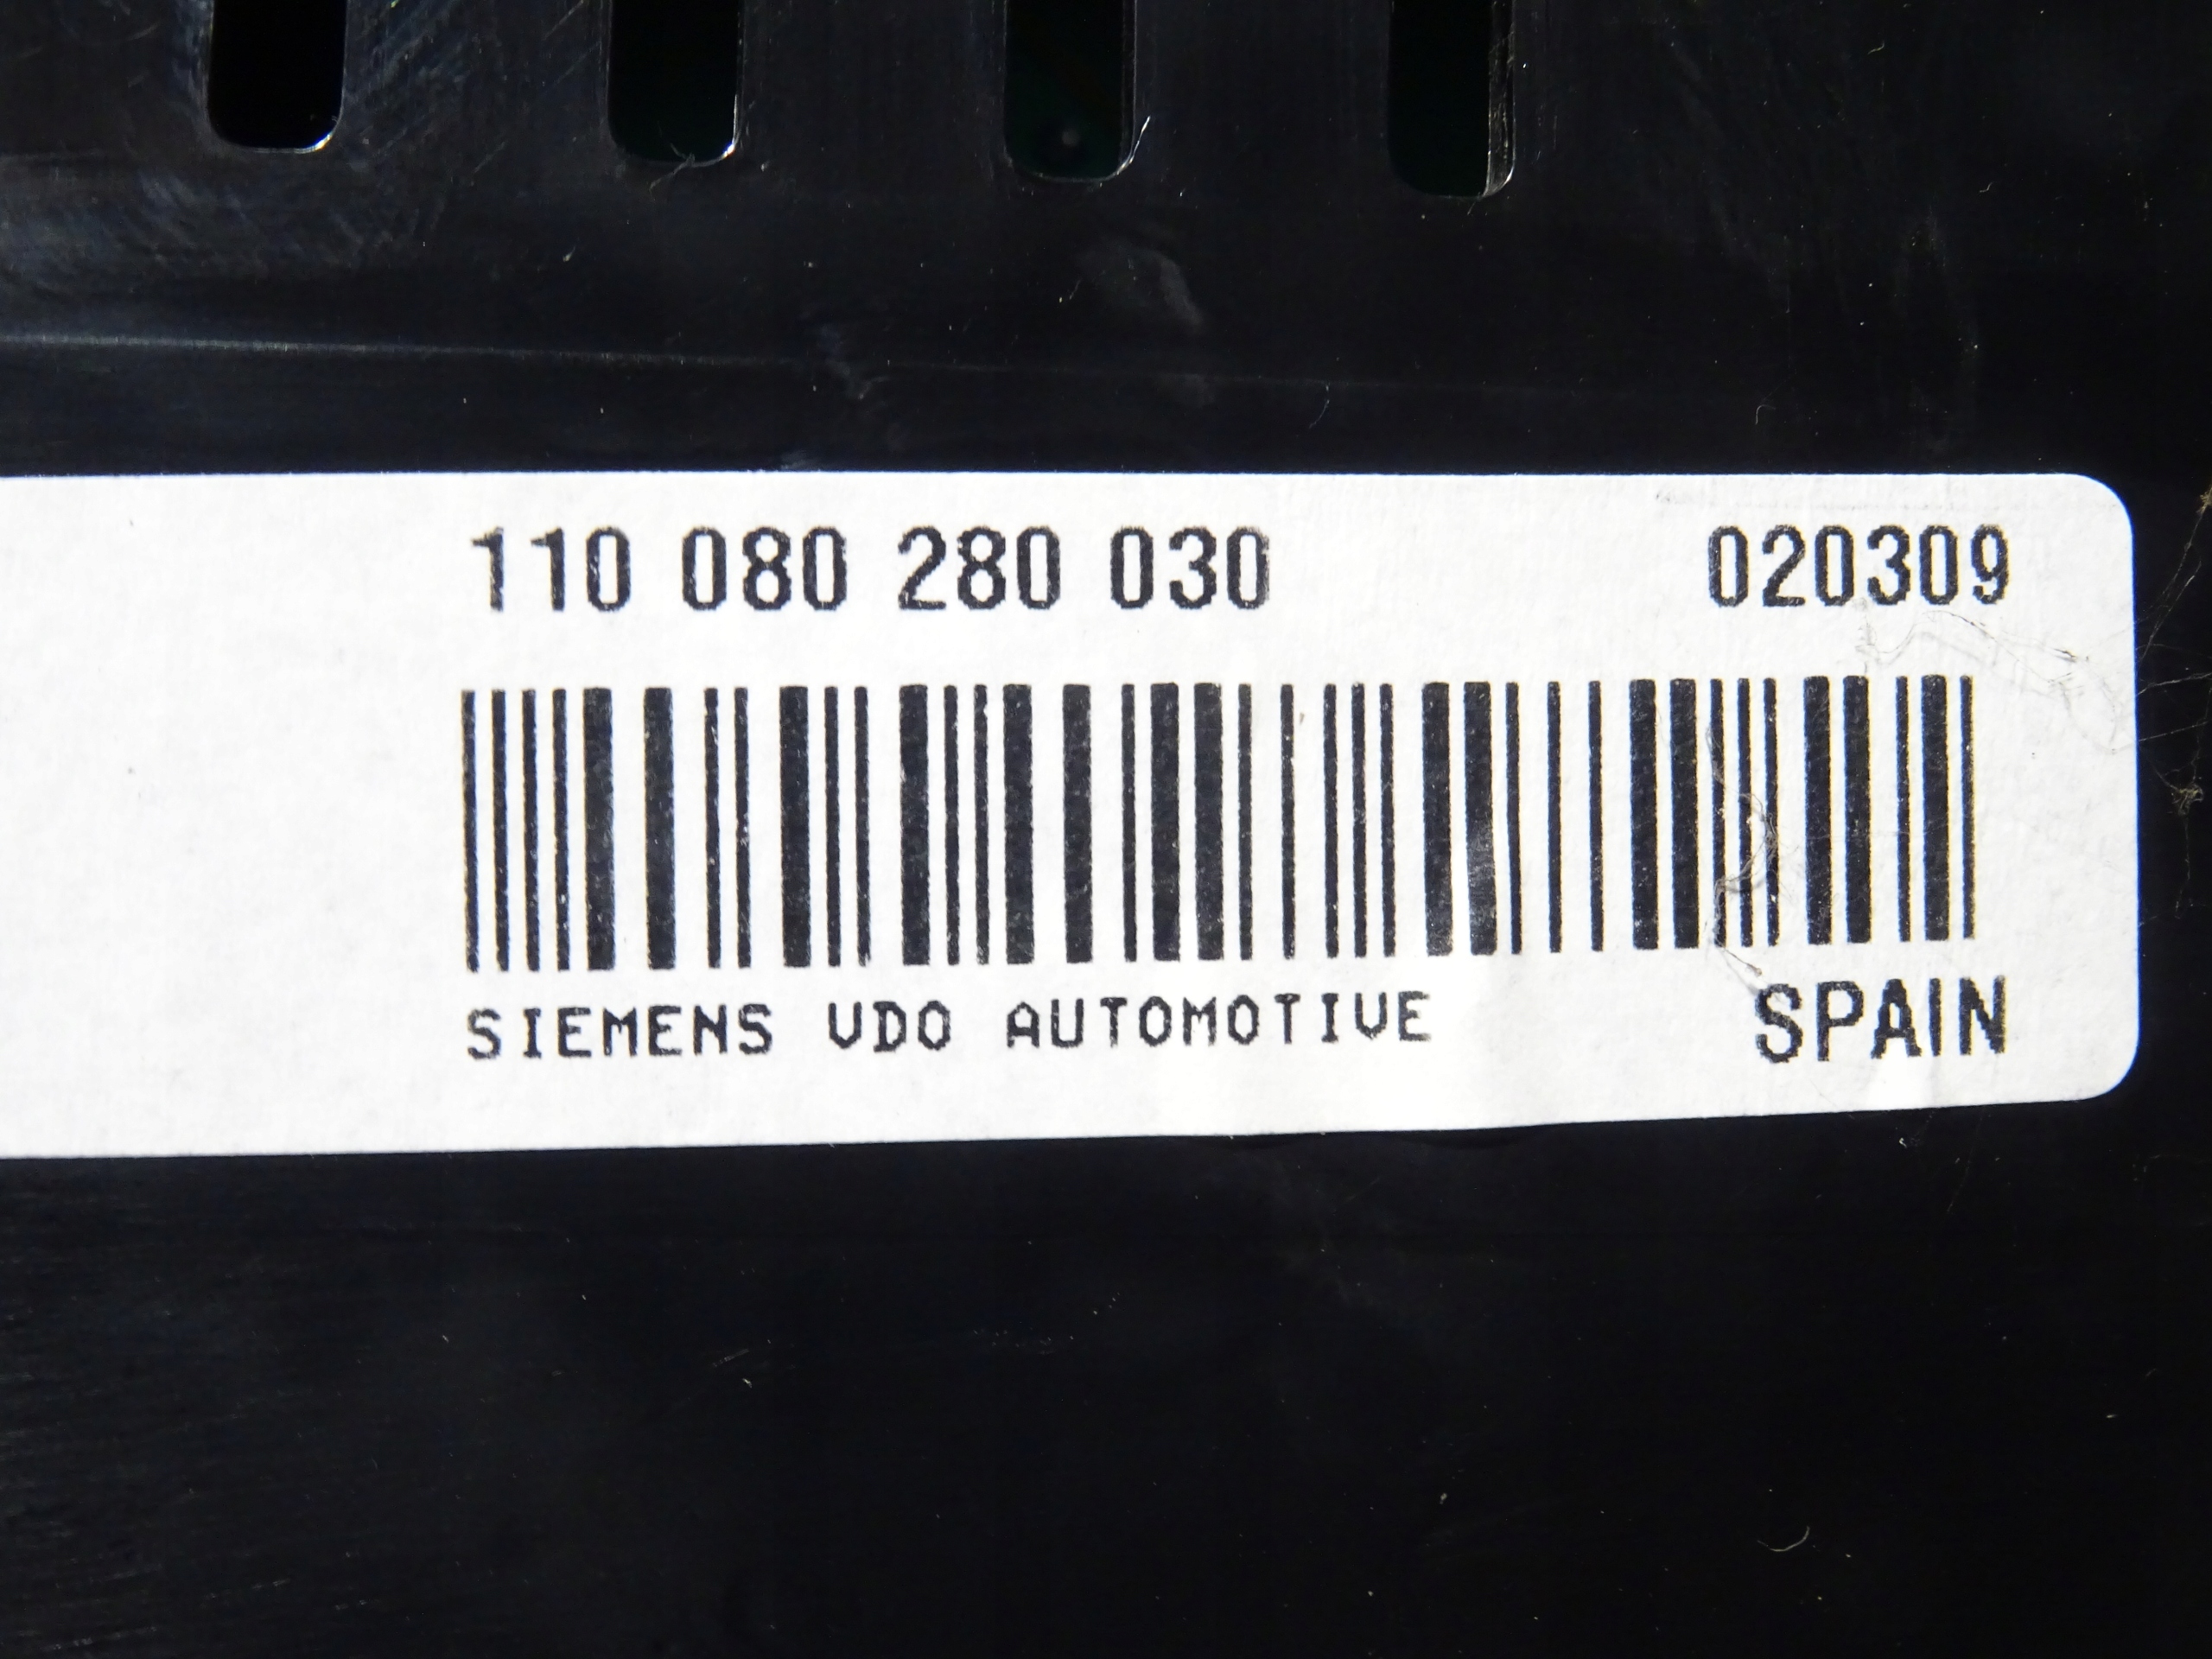 110 080 280 030 020309
SIEMENS VDO AUTOMOTIVE SPAIN